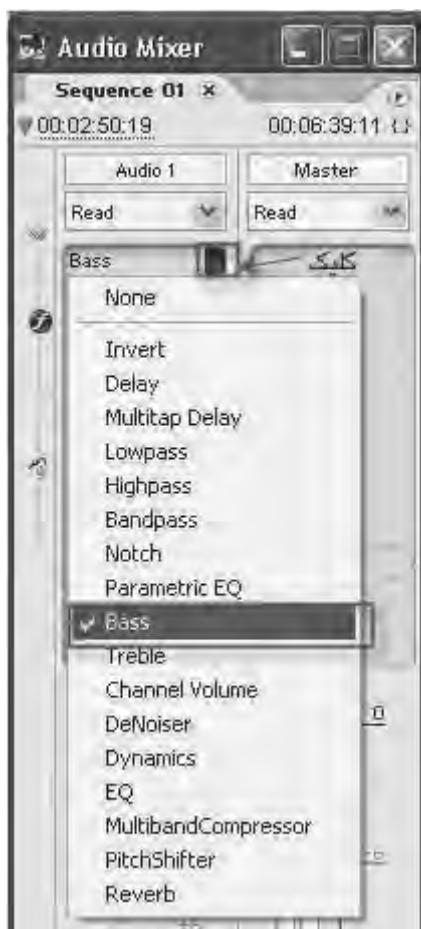 Audio Mixer
Sequence 01 x
00:02:50:19 00:06:39:11
Audio 1 Master
Read Read
Bass کلیک
None
Invert
Delay
Multitap Delay
Lowpass
Highpass
Bandpass
Notch
Parametric EQ
Bass
Treble
Channel Volume
DeNoiser
Dynamics
EQ
MultibandCompressor
PitchShifter
Reverb